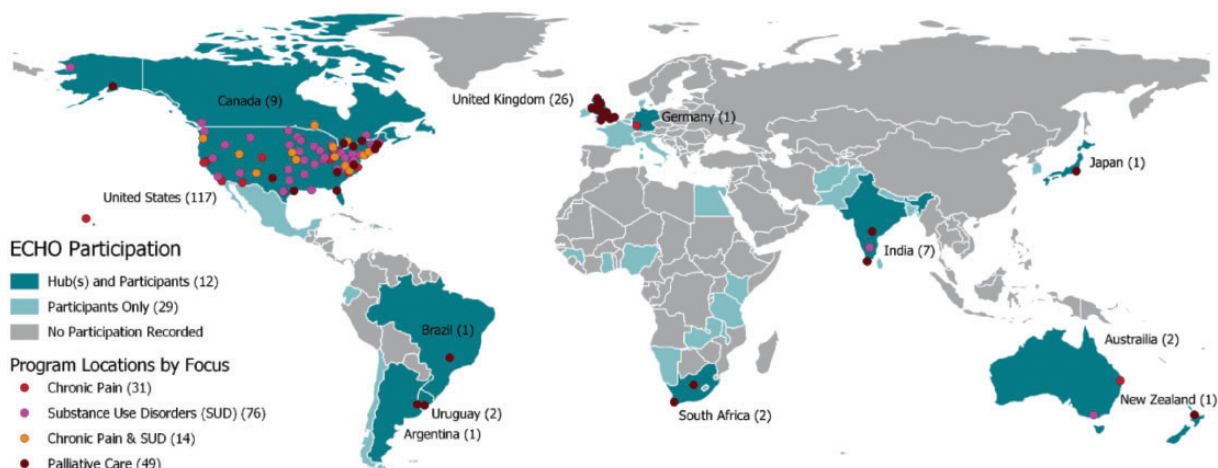 Canada (9)
United Kingdom (26)
Germany (1)
Japan (1)
United States (117)
India (7)
ECHO Participation
Hub(s) and Participants (12)
Participants Only (29)
No Participation Recorded
Brazil (1)
Austrailia (2)
Program Locations by Focus
Chronic Pain (31)
New Zealand (1)
Substance Use Disorders (SUD) (76)
Uruguay (2)
South Africa (2)
Argentina (1)
Chronic Pain & SUD (14)
Palliative Care (49)